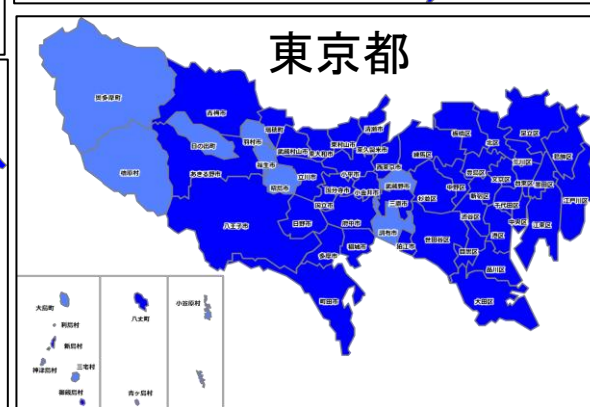 東京都
奥多摩町
青梅市
瑞穂町
清瀬市
板橋区
足立区
北区
羽村市
東村山市
日の出町
武蔵村山市
東大和市
東久留米市
練馬区
荒川区
葛飾区
西東京市
福生市
檜原村
あきる野市
立川市
小平市
豊島区
文京区
台東区
墨田区
昭島市
武蔵野市
中野区
国分寺市
小金井市
杉並区
新宿区
千代田区
江戸川区
三鷹市
国立市
渋谷区
中央区
江東区
八王子市
日野市
府中市
調布市
狛江市
世田谷区
港区
稲城市
目黒区
多摩市
品川区
町田市
大田区
大島町
利島村
新島村
神津島村
三宅村
御蔵島村
八丈町
青ヶ島村
小笠原村